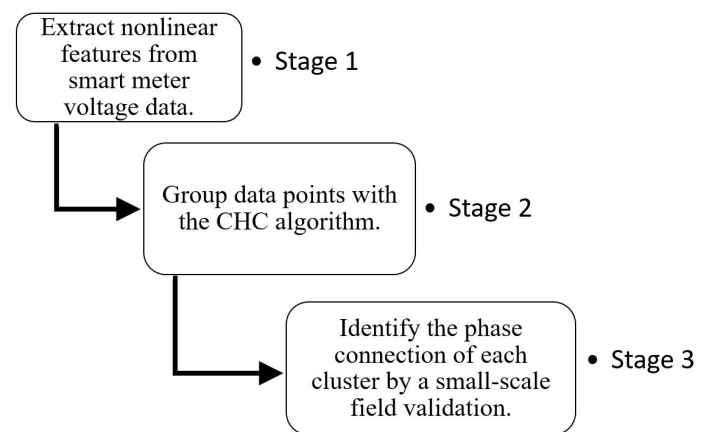 Extract nonlinear
features from
smart meter
voltage data.
• Stage 1
Group data points with
the CHC algorithm.
• Stage 2
Identify the phase
connection of each
cluster by a small-scale
field validation.
• Stage 3